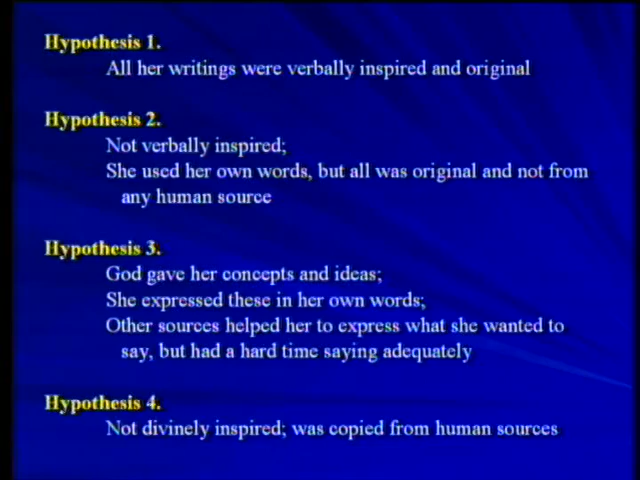 Hypothesis 1.
All her writings were verbally inspired and original
Hypothesis 2.
Not verbally inspired;
She used her own words, but all was original and not from
any human source
Hypothesis 3.
God gave her concepts and ideas;
She expressed these in her own words;
Other sources helped her to express what she wanted to
say, but had a hard time saying adequately
Hypothesis 4.
Not divinely inspired; was copied from human sources